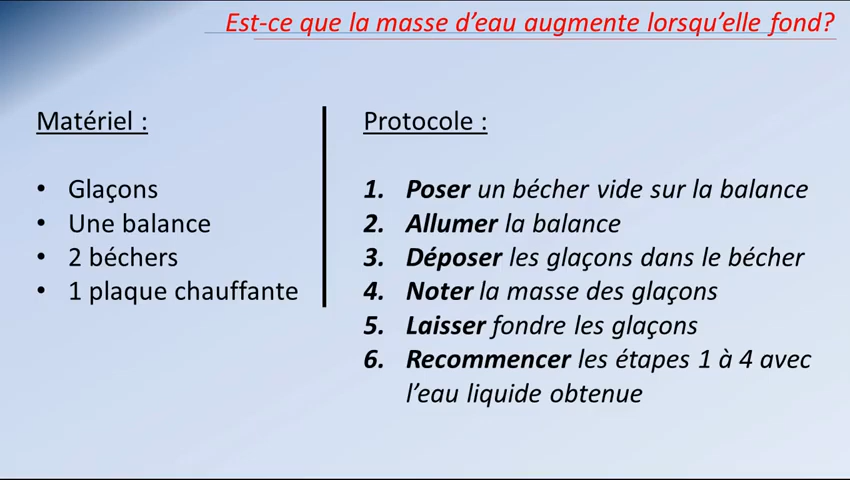 Est-ce que la masse d’eau augmente lorsqu’elle fond?
Matériel :
• Glaçons
• Une balance
• 2 béchers
• 1 plaque chauffante
Protocole :
1. Poser un bécher vide sur la balance
2. Allumer la balance
3. Déposer les glaçons dans le bécher
4. Noter la masse des glaçons
5. Laisser fondre les glaçons
6. Recommencer les étapes 1 à 4 avec
l’eau liquide obtenue